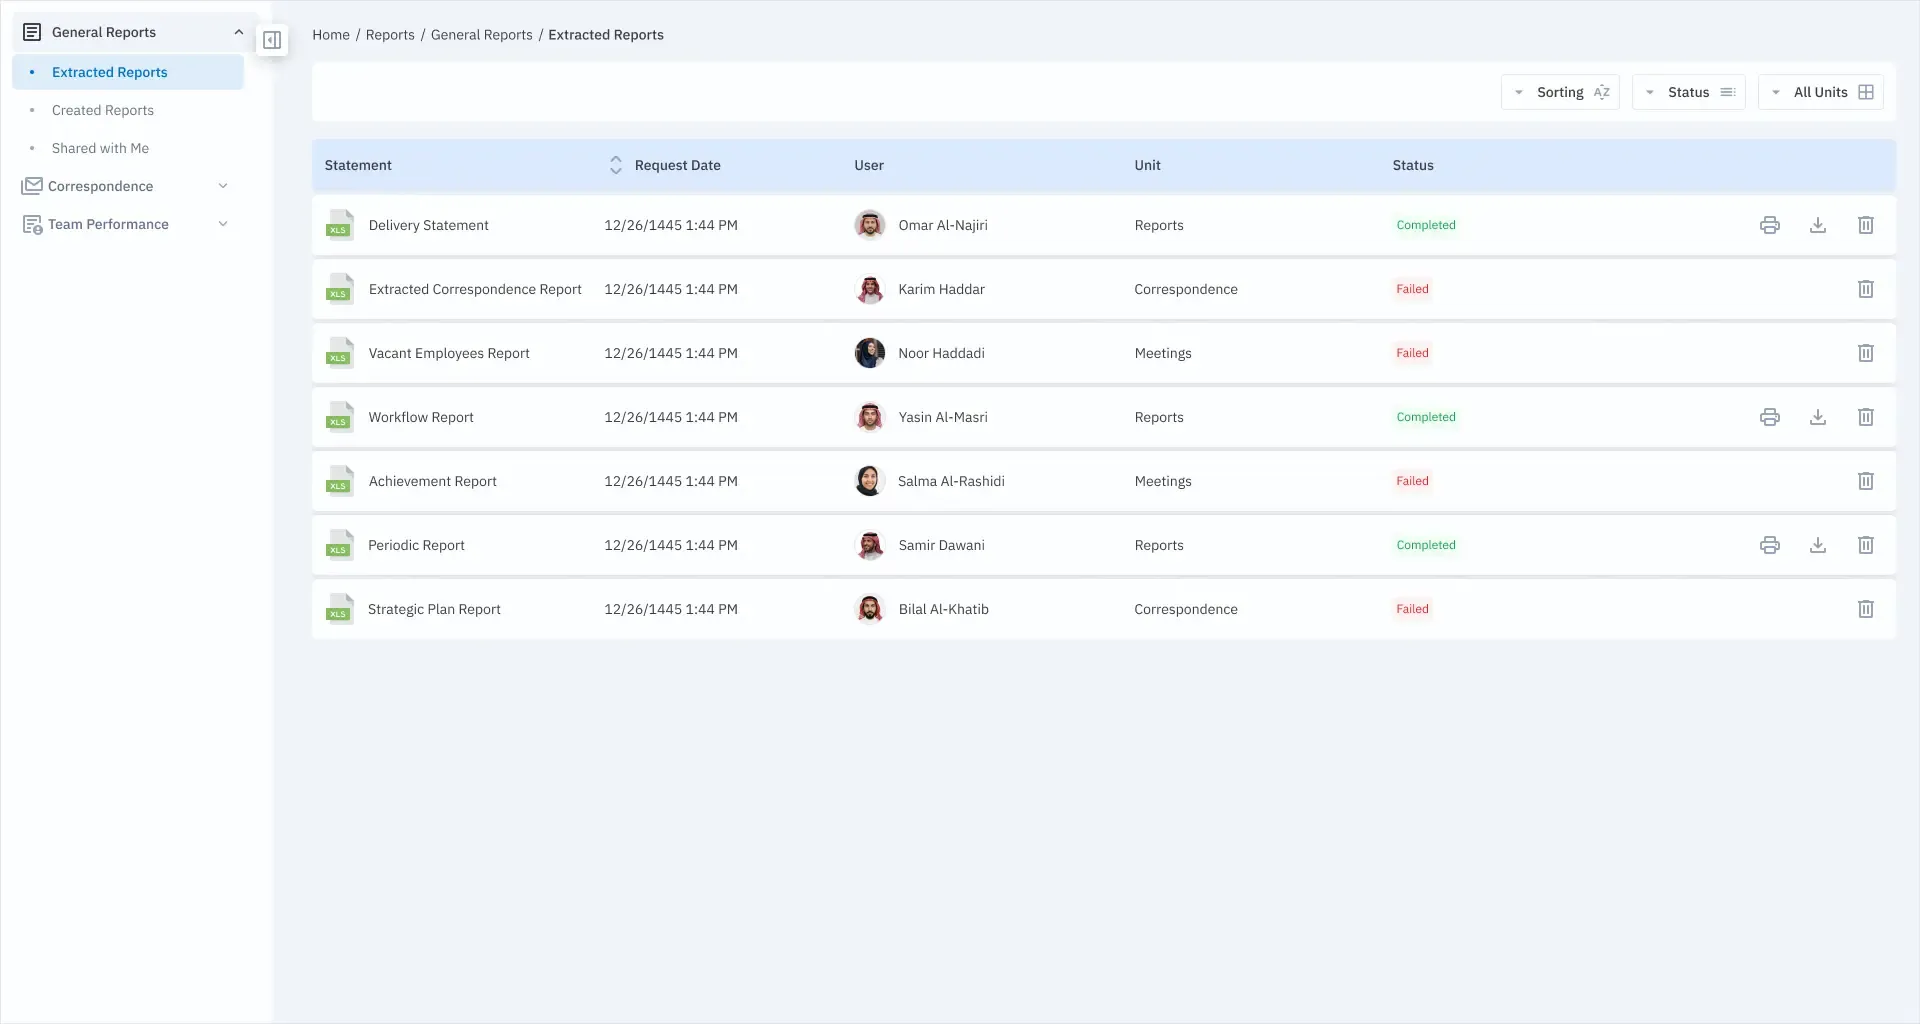 General Reports
Extracted Reports
Created Reports
Shared with Me
Correspondence
Team Performance
Home / Reports / General Reports / Extracted Reports
Sorting AZ Status All Units
Statement Request Date User Unit Status
XLS Delivery Statement 12/26/1445 1:44 PM Omar Al-Najiri Reports Completed
XLS Extracted Correspondence Report 12/26/1445 1:44 PM Karim Haddar Correspondence Failed
XLS Vacant Employees Report 12/26/1445 1:44 PM Noor Haddadi Meetings Failed
XLS Workflow Report 12/26/1445 1:44 PM Yasin Al-Masri Reports Completed
XLS Achievement Report 12/26/1445 1:44 PM Salma Al-Rashidi Meetings Failed
XLS Periodic Report 12/26/1445 1:44 PM Samir Dawani Reports Completed
XLS Strategic Plan Report 12/26/1445 1:44 PM Bilal Al-Khatib Correspondence Failed